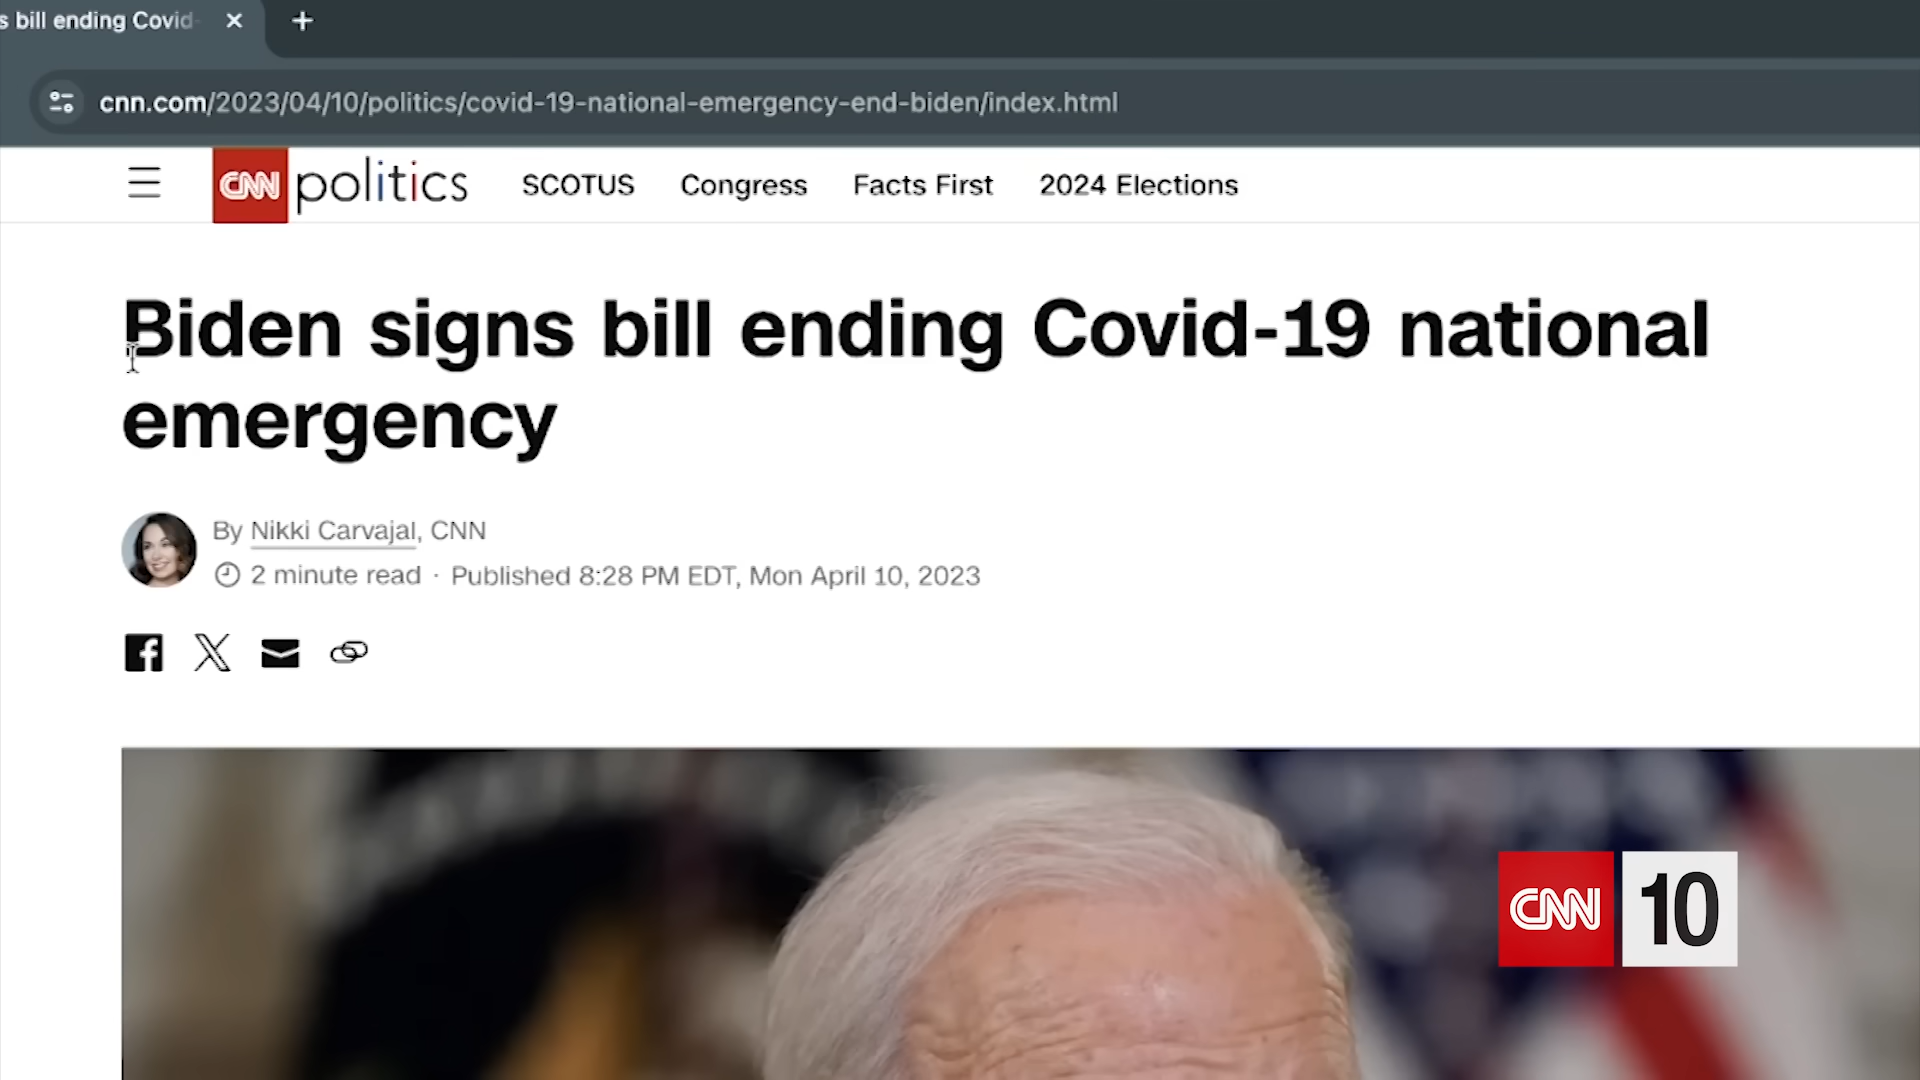 s bill ending Covid-
cnn.com/2023/04/10/politics/covid-19-national-emergency-end-biden/index.html
CNN politics SCOTUS Congress Facts First 2024 Elections
Biden signs bill ending Covid-19 national
emergency
By Nikki Carvajal, CNN
2 minute read · Published 8:28 PM EDT, Mon April 10, 2023
CNN 10